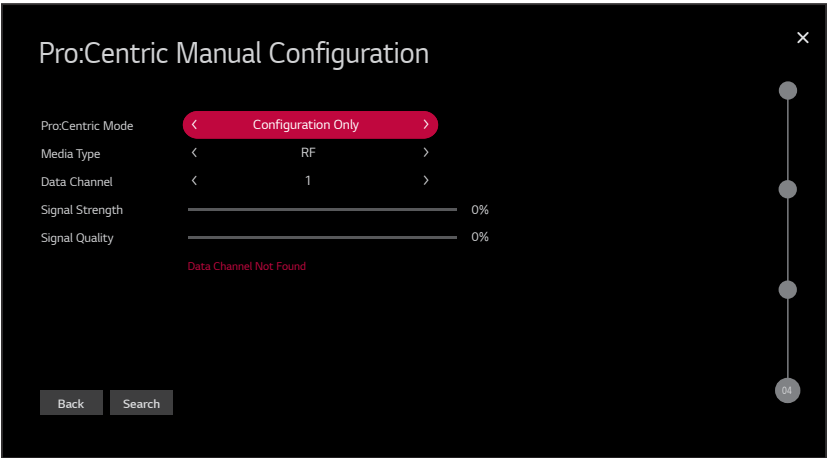 Pro:Centric Manual Configuration
Pro:Centric Mode Configuration Only
Media Type RF
Data Channel 1
Signal Strength 0%
Signal Quality 0%
Data Channel Not Found
04
Back Search